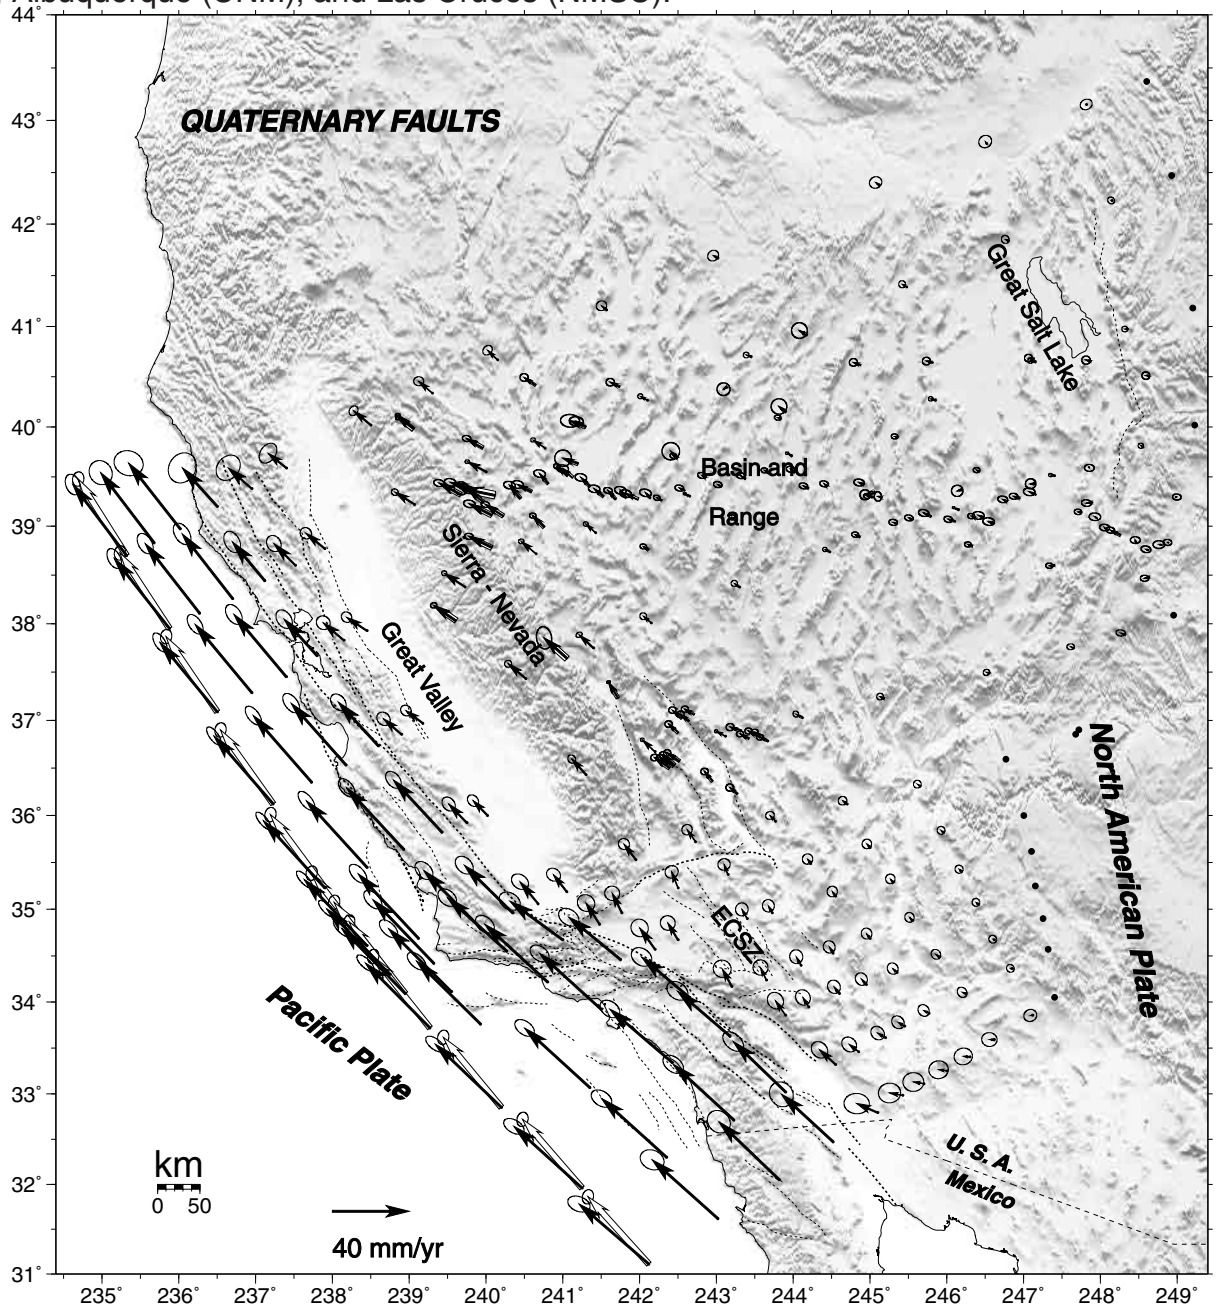 Albuquerque (UNM), and Las Cruces (NMSU).
44°
43°
42°
41°
40°
39°
38°
37°
36°
35°
34°
33°
32°
31°
QUATERNARY FAULTS
Great Salt Lake
Basin and
Range
Sierra - Nevada
Great Valley
North American Plate
ECSZ
Pacific Plate
U. S. A.
Mexico
km
0 50
40 mm/yr
235° 236° 237° 238° 239° 240° 241° 242° 243° 244° 245° 246° 247° 248° 249°